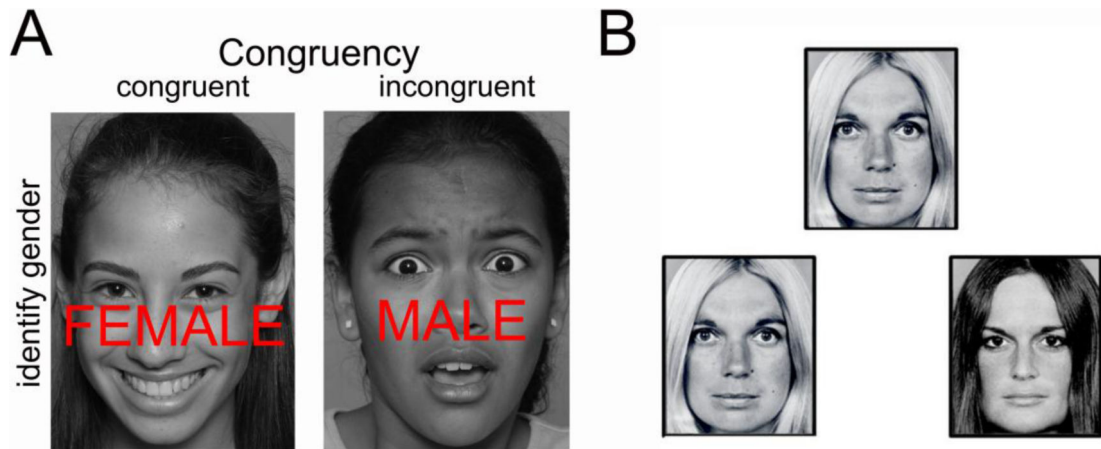 A
B
Congruency
congruent
incongruent
identify gender
FEMALE
MALE